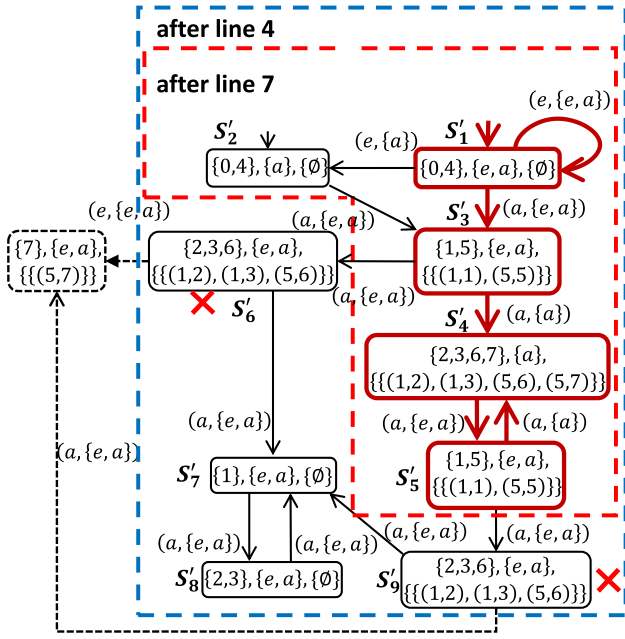 after line 4
after line 7
(e, {e, a})
S′₂
(e, {a})
S′₁
{0,4}, {a}, {∅}
{0,4}, {e, a}, {∅}
(e, {e, a})
(a, {e, a})
S′₃
(a, {e, a})
{7}, {e, a},
{{(5,7)}}
{2,3,6}, {e, a},
{{(1,2), (1,3), (5,6)}}
{1,5}, {e, a},
{{(1,1), (5,5)}}
S′₆
(a, {e, a})
S′₄
(a, {a})
{2,3,6,7}, {a},
{{(1,2), (1,3), (5,6), (5,7)}}
(a, {e, a})
(a, {e, a})
(a, {a})
(a, {e, a})
S′₇
{1}, {e, a}, {∅}
{1,5}, {e, a},
{{(1,1), (5,5)}}
S′₅
(a, {e, a})
(a, {e, a})
(a, {e, a})
(a, {e, a})
S′₈
{2,3}, {e, a}, {∅}
S′₉
{2,3,6}, {e, a},
{{(1,2), (1,3), (5,6)}}